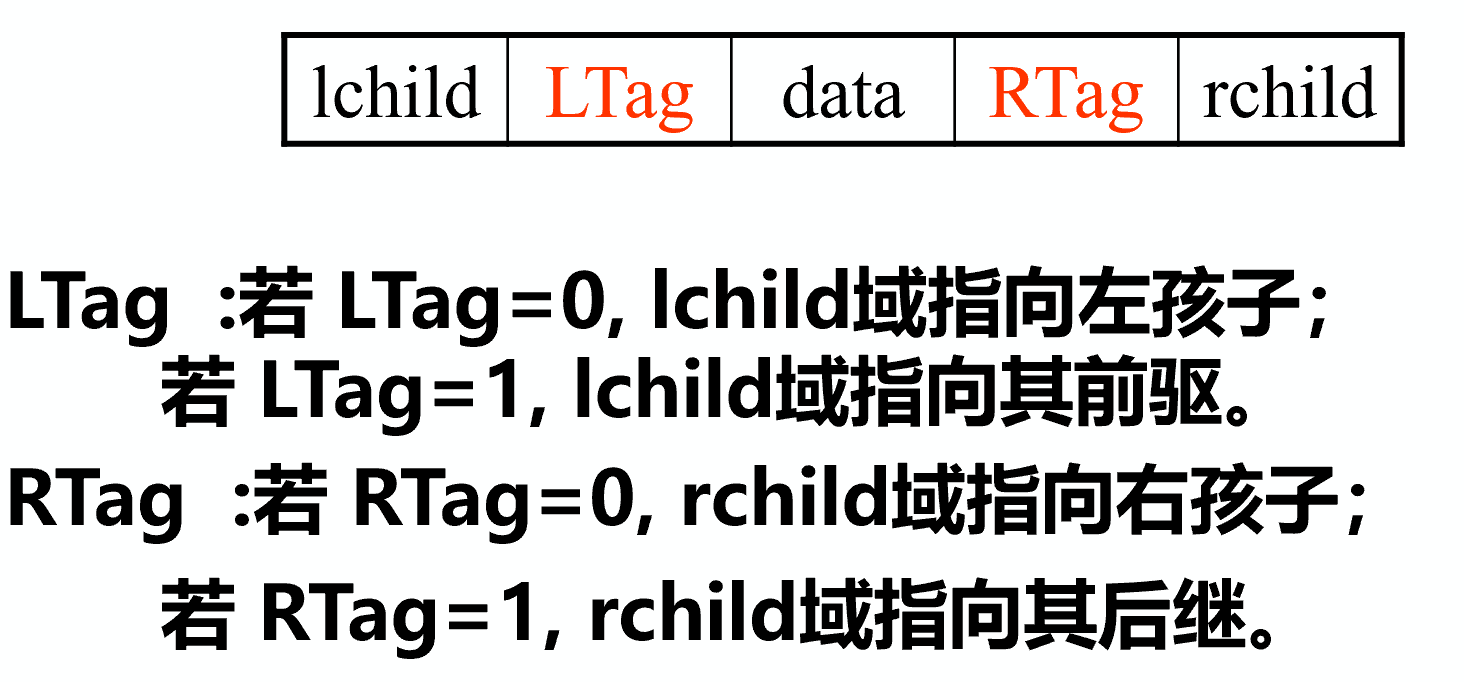 lchild LTag data RTag rchild
LTag :若 LTag=0, lchild域指向左孩子;
若 LTag=1, lchild域指向其前驱。
RTag :若 RTag=0, rchild域指向右孩子;
若 RTag=1, rchild域指向其后继。